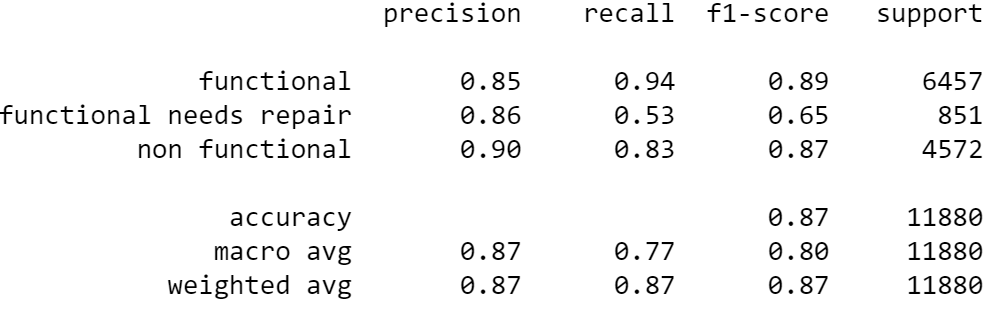 precision recall f1-score support
functional 0.85 0.94 0.89 6457
functional needs repair 0.86 0.53 0.65 851
non functional 0.90 0.83 0.87 4572
accuracy 0.87 11880
macro avg 0.87 0.77 0.80 11880
weighted avg 0.87 0.87 0.87 11880